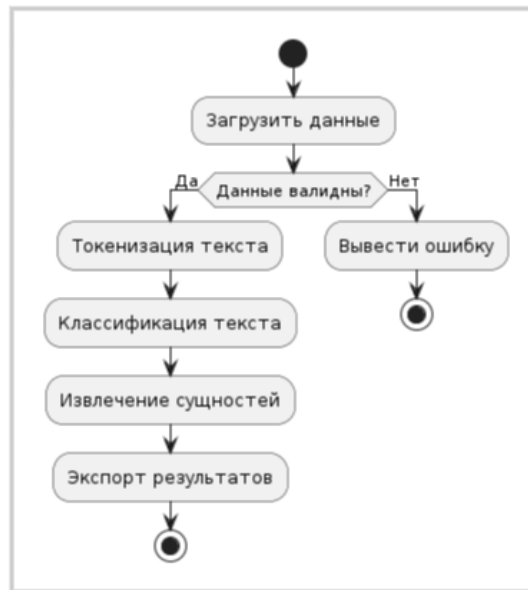 Загрузить данные
Да
Данные валидны?
Нет
Токенизация текста
Вывести ошибку
Классификация текста
Извлечение сущностей
Экспорт результатов